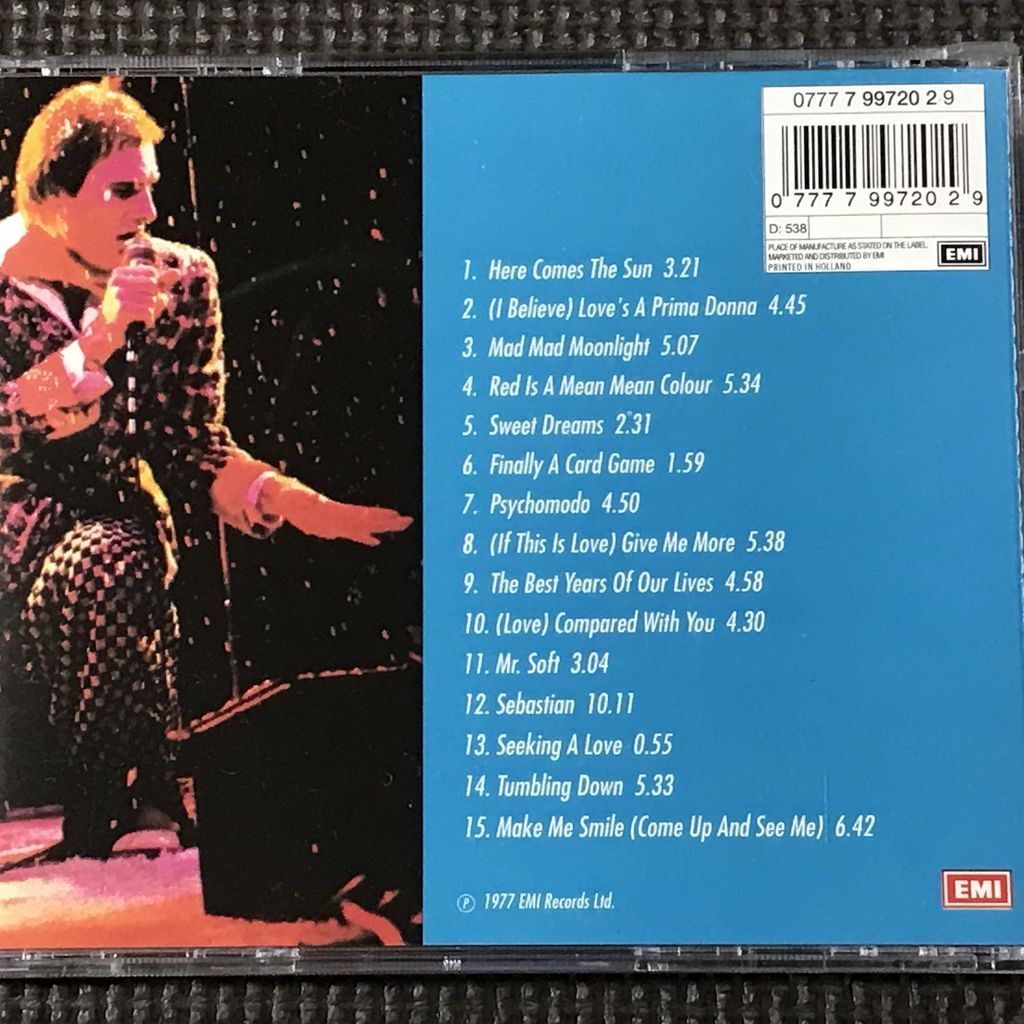 0777 7 99720 2 9
0 777 7 99720 2 9
D: 538
PLACE OF MANUFACTURE AS STATED ON THE LABEL.
MARKETED AND DISTRIBUTED BY EMI
PRINTED IN HOLLAND
EMI
1. Here Comes The Sun 3.21
2. (I Believe) Love's A Prima Donna 4.45
3. Mad Mad Moonlight 5.07
4. Red Is A Mean Mean Colour 5.34
5. Sweet Dreams 2.31
6. Finally A Card Game 1.59
7. Psychomodo 4.50
8. (If This Is Love) Give Me More 5.38
9. The Best Years Of Our Lives 4.58
10. (Love) Compared With You 4.30
11. Mr. Soft 3.04
12. Sebastian 10.11
13. Seeking A Love 0.55
14. Tumbling Down 5.33
15. Make Me Smile (Come Up And See Me) 6.42
℗ 1977 EMI Records Ltd.
EMI